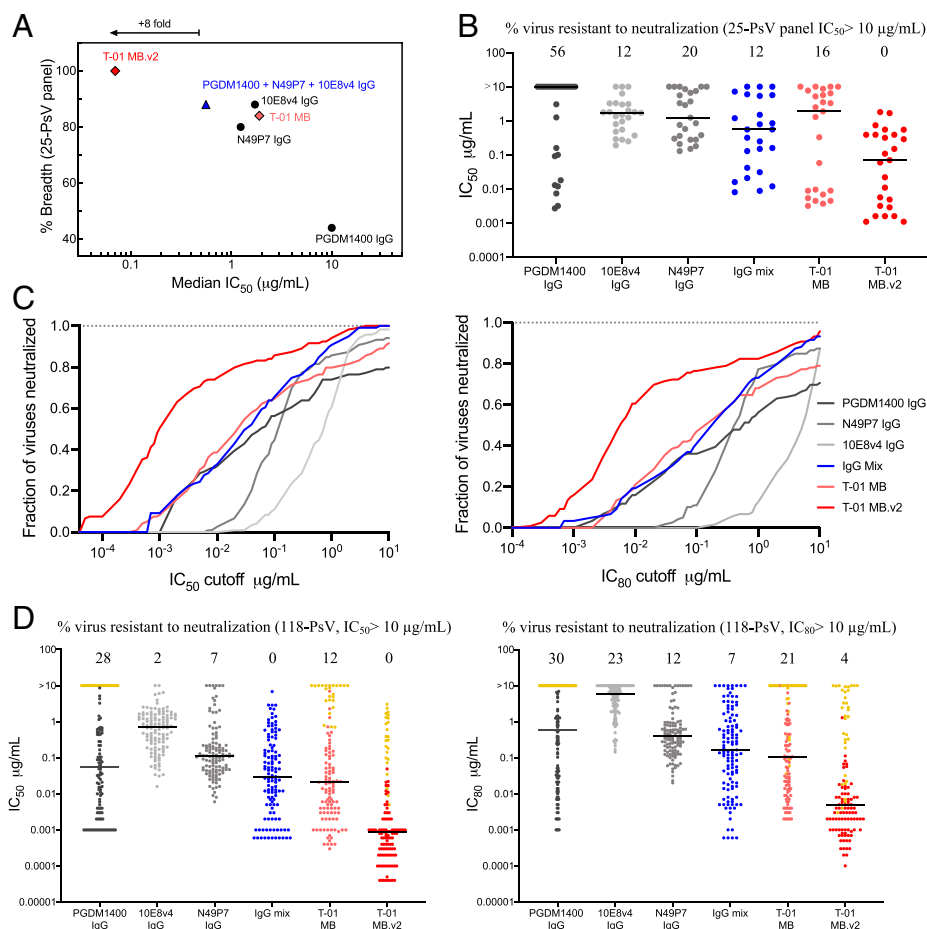 A
+8 fold
T-01 MB.v2
PGDM1400 + N49P7 + 10E8v4 IgG
10E8v4 IgG
T-01 MB
N49P7 IgG
PGDM1400 IgG
% Breadth (25-PsV panel)
100
80
60
40
0.1
1
10
Median IC50 (μg/mL)
B
% virus resistant to neutralization (25-PsV panel IC50> 10 μg/mL)
56 12 20 12 16 0
IC50 μg/mL
100
>
1
0.1
0.01
0.001
0.0001
PGDM1400 IgG
10E8v4 IgG
N49P7 IgG
IgG mix
T-01 MB
T-01 MB.v2
C
Fraction of viruses neutralized
1.0
0.8
0.6
0.4
0.2
0.0
10-4 10-3 10-2 10-1 100 101
IC50 cutoff μg/mL
Fraction of viruses neutralized
1.0
0.8
0.6
0.4
0.2
0.0
10-4 10-3 10-2 10-1 100 101
IC80 cutoff μg/mL
PGDM1400 IgG
N49P7 IgG
10E8v4 IgG
IgG Mix
T-01 MB
T-01 MB.v2
D
% virus resistant to neutralization (118-PsV, IC50> 10 μg/mL)
28 2 7 0 12 0
IC50 μg/mL
100
>10
1
0.1
0.01
0.001
0.0001
0.00001
PGDM1400 IgG
10E8v4 IgG
N49P7 IgG
IgG mix
T-01 MB
T-01 MB.v2
% virus resistant to neutralization (118-PsV, IC80> 10 μg/mL)
30 23 12 7 21 4
IC80 μg/mL
100
>10
1
0.1
0.01
0.001
0.0001
0.00001
PGDM1400 IgG
10E8v4 IgG
N49P7 IgG
IgG mix
T-01 MB
T-01 MB.v2